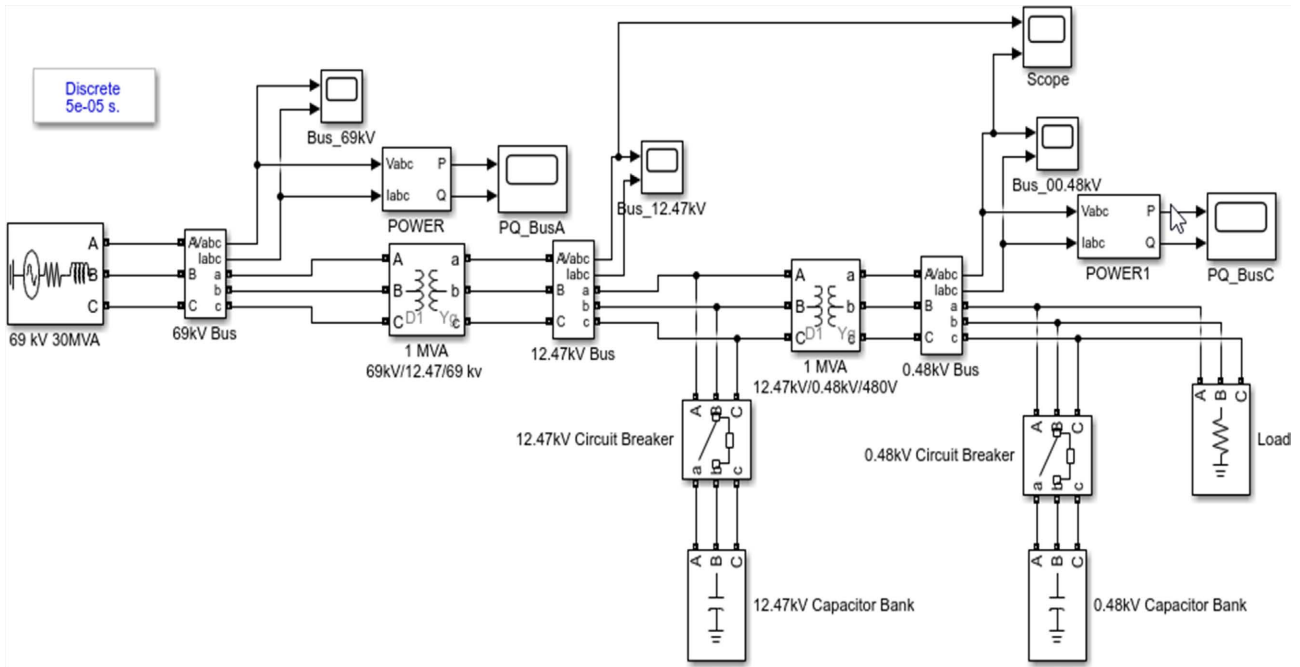 Discrete
5e-05 s.
Scope
Bus_69kV
Vabc
P
Iabc
Q
POWER
PQ_BusA
Bus_12.47kV
Bus_00.48kV
Vabc
P
Iabc
Q
POWER1
PQ_BusC
A
B
C
69 kV 30MVA
A
Vabc
Iabc
B
a
b
C
c
69kV Bus
A
a
B
b
C
c
D1
Yg
1 MVA
69kV/12.47/69 kv
A
Vabc
Iabc
B
a
b
C
c
12.47kV Bus
A
a
B
b
C
c
D1
Yg
1 MVA
12.47kV/0.48kV/480V
A
Vabc
Iabc
B
a
b
C
c
0.48kV Bus
A B C
12.47kV Circuit Breaker
a b c
A B C
12.47kV Capacitor Bank
A B C
0.48kV Circuit Breaker
a b c
A B C
0.48kV Capacitor Bank
A B C
Load